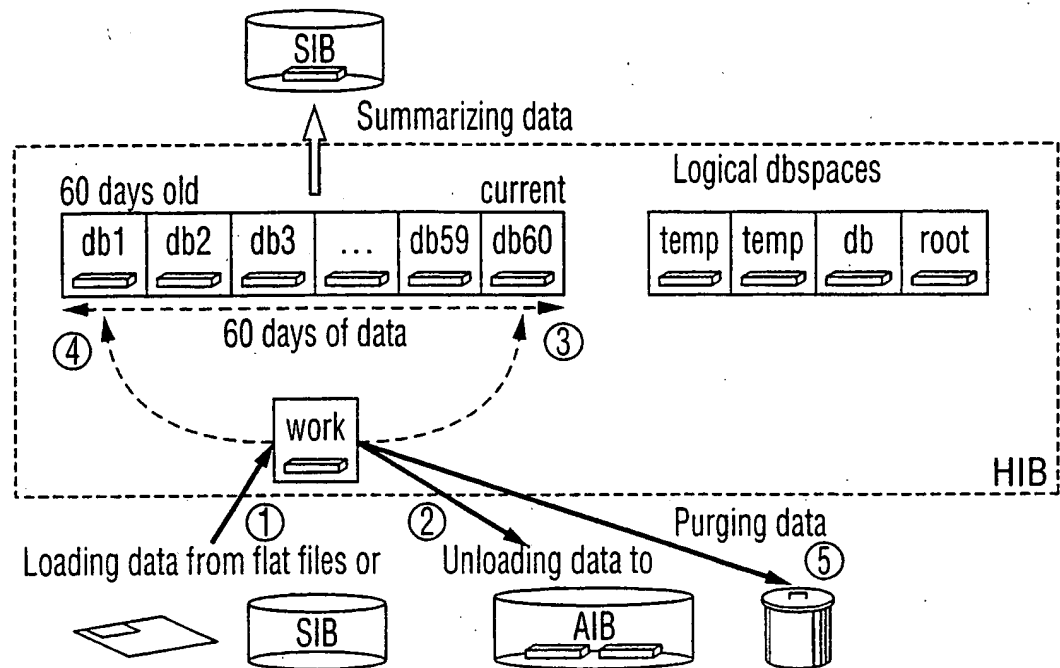 SIB
Summarizing data
60 days old
current
Logical dbspaces
db1 db2 db3 ... db59 db60
temp temp db root
60 days of data
④
③
work
HIB
①
②
Purging data
⑤
Loading data from flat files or
Unloading data to
SIB
AIB